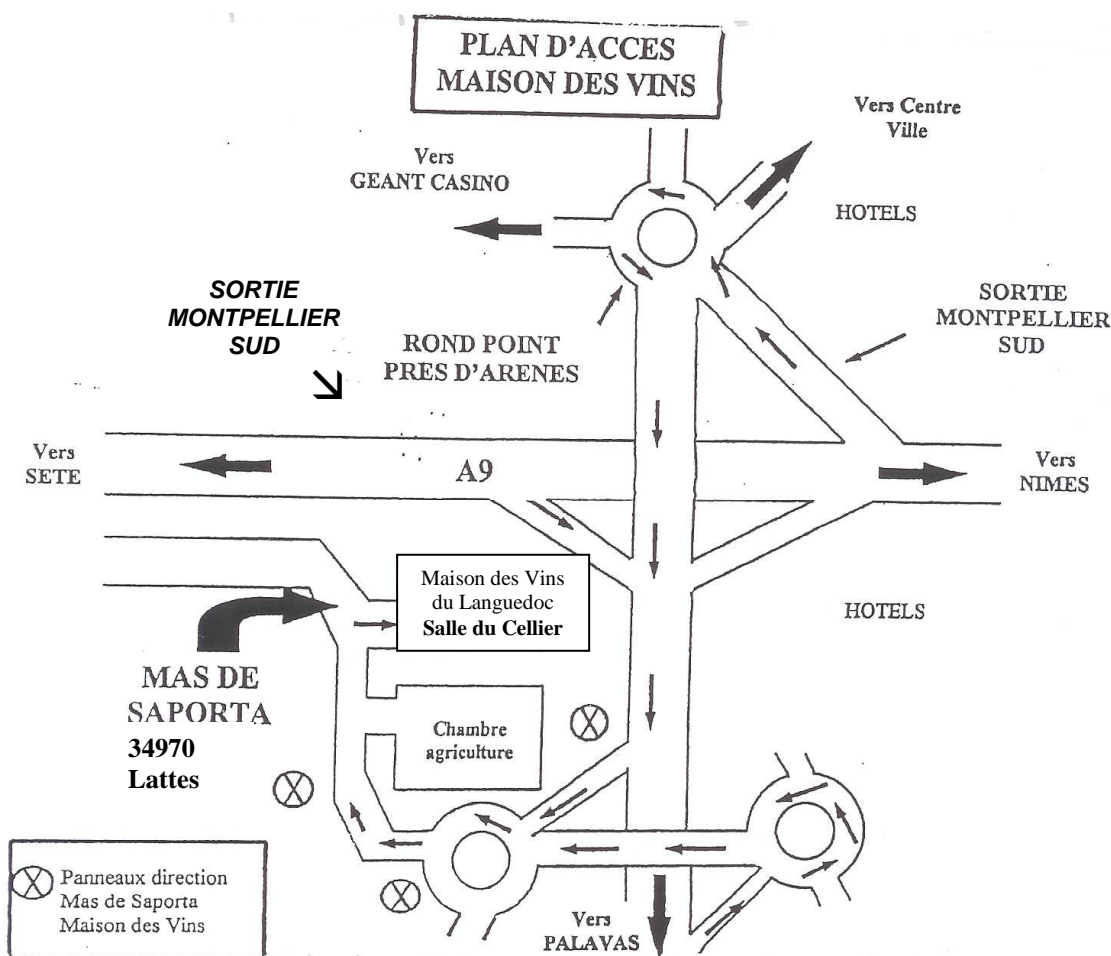 PLAN D'ACCES
MAISON DES VINS
Vers Centre
Ville
Vers
GEANT CASINO
HOTELS
SORTIE
MONTPELLIER
SUD
SORTIE
MONTPELLIER
SUD
ROND POINT
PRES D'ARENES
Vers
SETE
A9
Vers
NIMES
Maison des Vins
du Languedoc
Salle du Cellier
HOTELS
MAS DE
SAPORTA
34970
Lattes
Chambre
agriculture
Panneaux direction
Mas de Saporta
Maison des Vins
Vers
PALAVAS